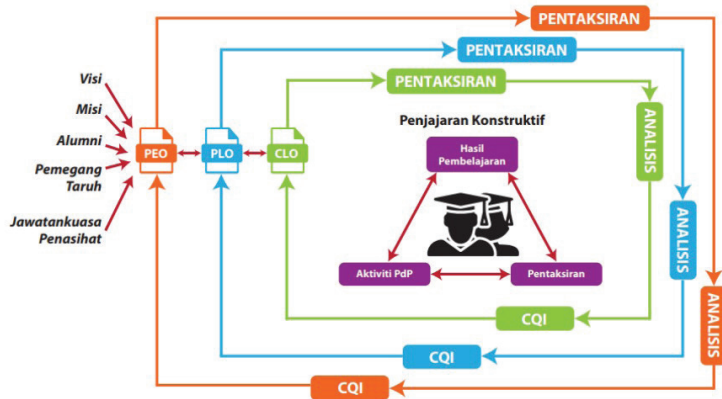 PENTAKSIRAN
PENTAKSIRAN
PENTAKSIRAN
Visi
Misi
Alumni
Pemegang
Taruh
Jawatankuasa
Penasihat
PEO
PLO
CLO
Penjajaran Konstruktif
Hasil
Pembelajaran
Aktiviti PdP
Pentaksiran
ANALISIS
ANALISIS
ANALISIS
CQI
CQI
CQI